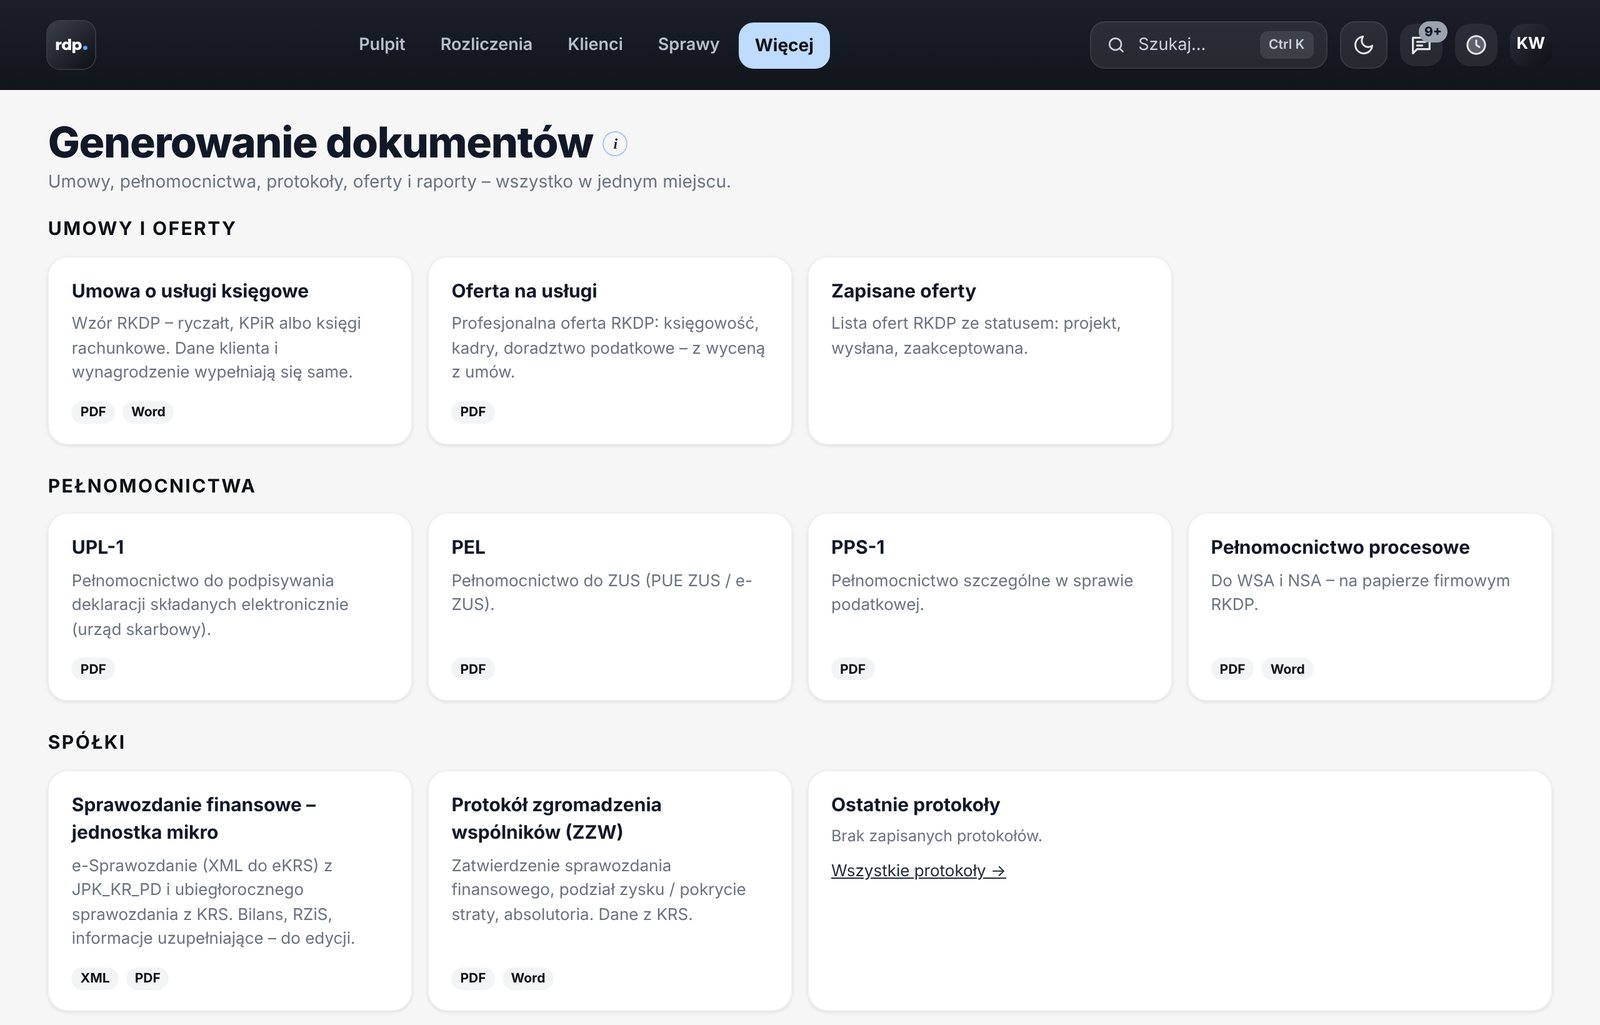 rdp.
Pulpit
Rozliczenia
Klienci
Sprawy
Więcej
Szukaj...
Ctrl K
9+
KW
Generowanie dokumentów i
Umowy, pełnomocnictwa, protokoły, oferty i raporty – wszystko w jednym miejscu.
UMOWY I OFERTY
Umowa o usługi księgowe
Wzór RKDP – ryczałt, KPiR albo księgi
rachunkowe. Dane klienta i
wynagrodzenie wypełniają się same.
PDF
Word
Oferta na usługi
Profesjonalna oferta RKDP: księgowość,
kadry, doradztwo podatkowe – z wyceną
z umów.
PDF
Zapisane oferty
Lista ofert RKDP ze statusem: projekt,
wysłana, zaakceptowana.
PEŁNOMOCNICTWA
UPL-1
Pełnomocnictwo do podpisywania
deklaracji składanych elektronicznie
(urząd skarbowy).
PDF
PEL
Pełnomocnictwo do ZUS (PUE ZUS / e-
ZUS).
PDF
PPS-1
Pełnomocnictwo szczególne w sprawie
podatkowej.
PDF
Pełnomocnictwo procesowe
Do WSA i NSA – na papierze firmowym
RKDP.
PDF
Word
SPÓŁKI
Sprawozdanie finansowe –
jednostka mikro
e-Sprawozdanie (XML do eKRS) z
JPK_KR_PD i ubiegłorocznego
sprawozdania z KRS. Bilans, RZiS,
informacje uzupełniające – do edycji.
XML
PDF
Protokół zgromadzenia
wspólników (ZZW)
Zatwierdzenie sprawozdania
finansowego, podział zysku / pokrycie
straty, absolutoria. Dane z KRS.
PDF
Word
Ostatnie protokoły
Brak zapisanych protokołów.
Wszystkie protokoły →